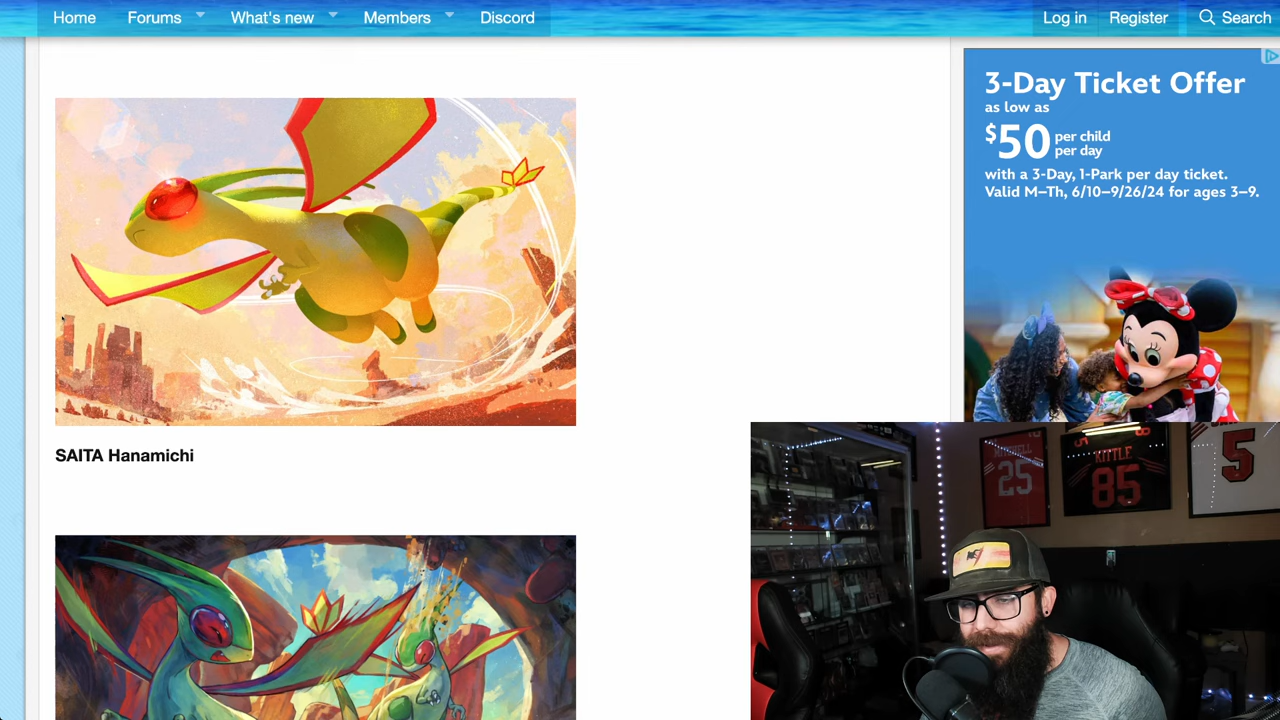 Home
Forums
What's new
Members
Discord
Log in
Register
Search
3-Day Ticket Offer
as low as
$50 per child
per day
with a 3-Day, 1-Park per day ticket.
Valid M–Th, 6/10–9/26/24 for ages 3–9.
SAITA Hanamichi
MITCHELL
25
KITTLE
85
5